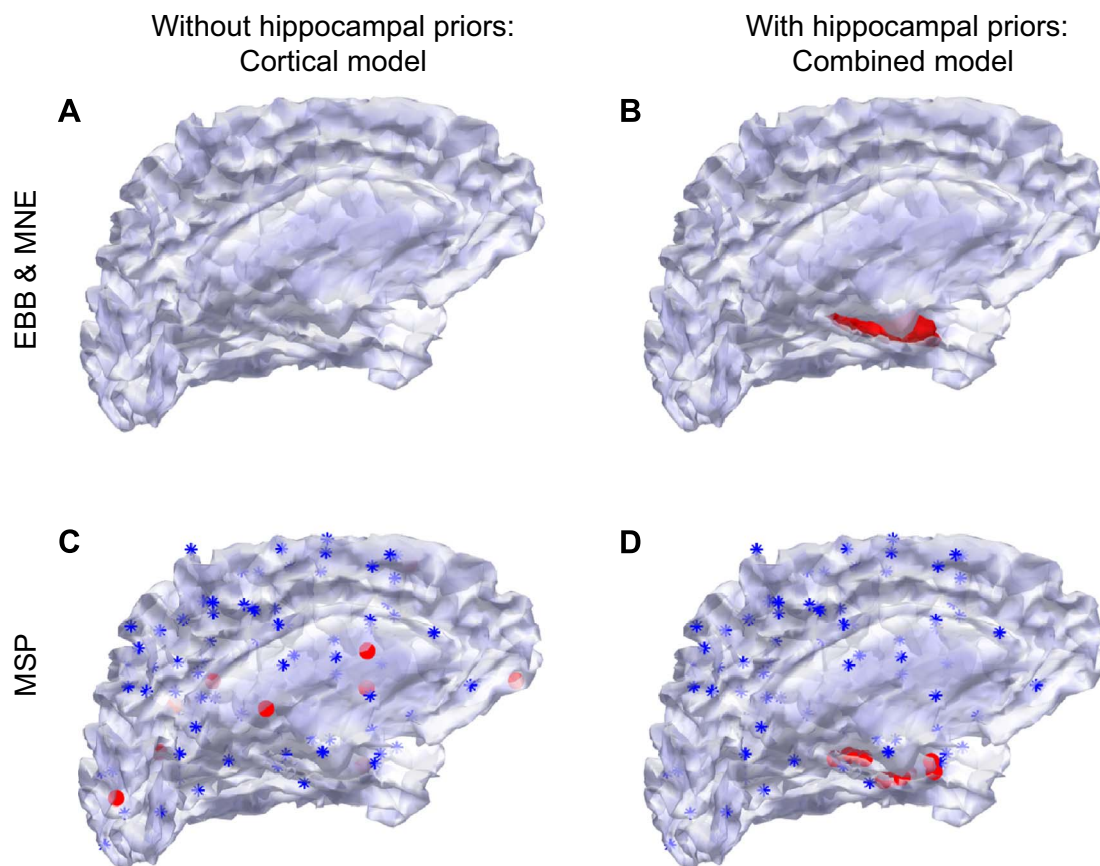 Without hippocampal priors:
Cortical model
With hippocampal priors:
Combined model
A
B
EBB & MNE
C
D
MSP